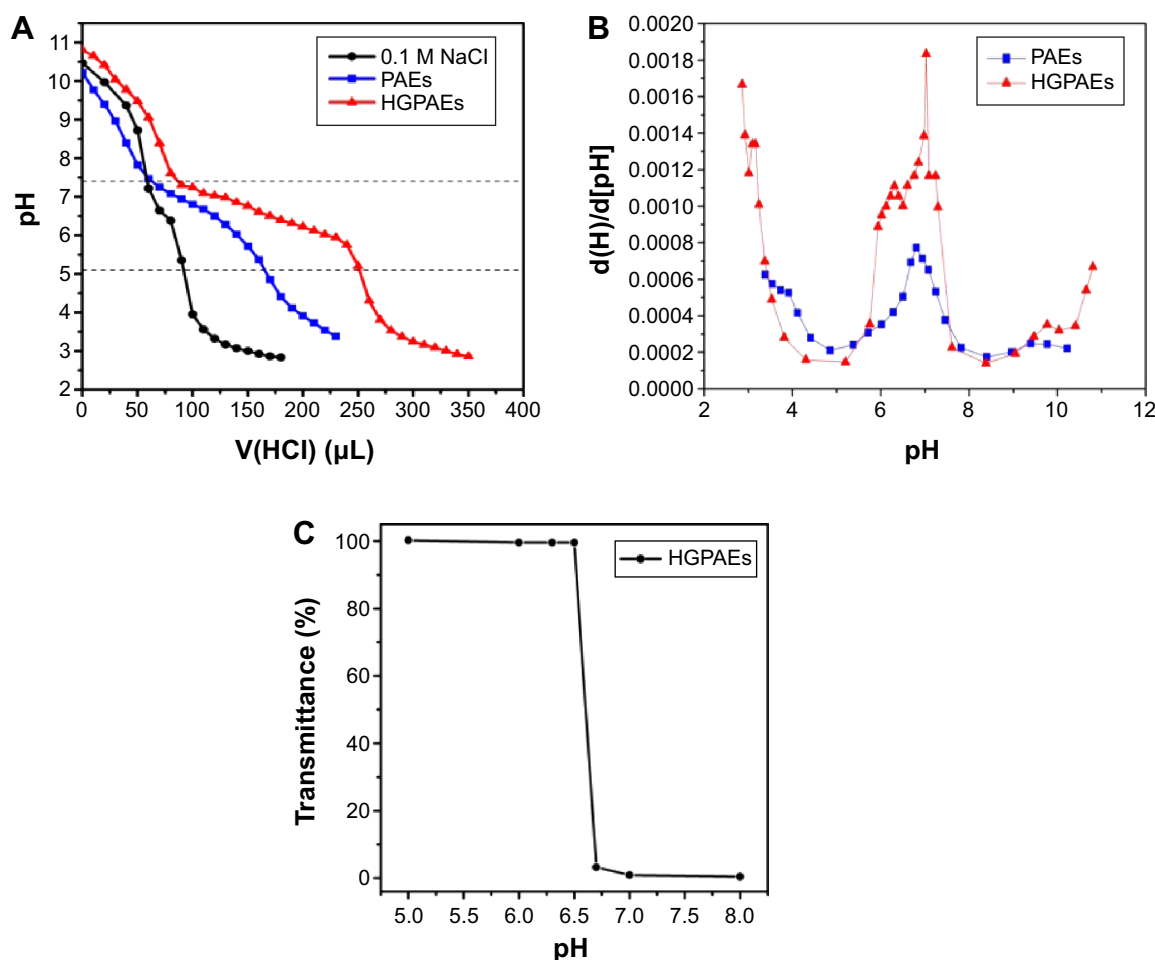 A
pH
11
10
9
8
7
6
5
4
3
2
0 50 100 150 200 250 300 350 400
V(HCl) (μL)
0.1 M NaCl
PAEs
HGPAEs
B
d(H)/d[pH]
0.0020
0.0018
0.0016
0.0014
0.0012
0.0010
0.0008
0.0006
0.0004
0.0002
0.0000
2 4 6 8 10 12
pH
PAEs
HGPAEs
C
Transmittance (%)
100
80
60
40
20
0
5.0 5.5 6.0 6.5 7.0 7.5 8.0
pH
HGPAEs